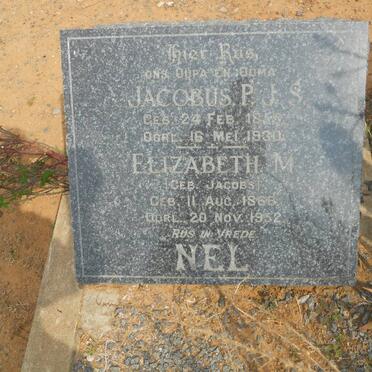 Hier Rus
ons Oupa en Ouma
JACOBUS P. J. S.
GEB. 24 FEB.
OORL. 16 MEI 1930.
ELIZABETH M.
(GEB. JACOBS)
GEB. 11 AUG. 1866
OORL. 20 NOV. 1952.
RUS IN VREDE
NEL